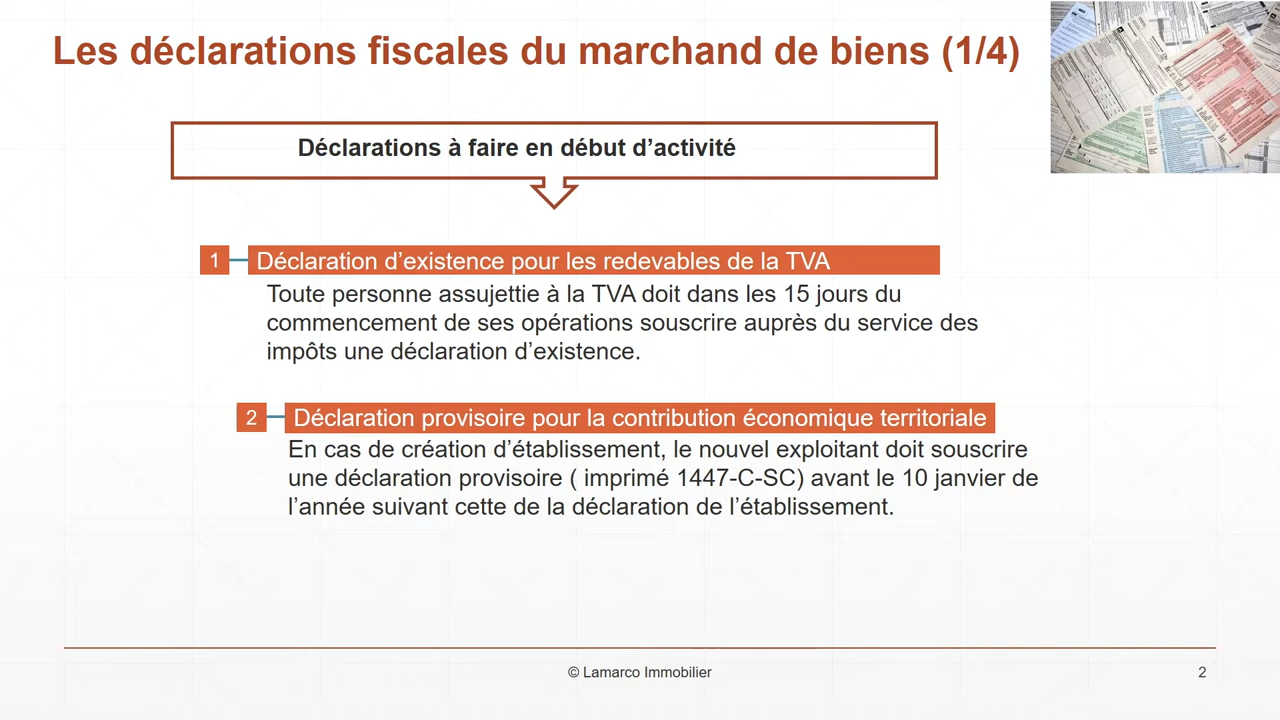 Les déclarations fiscales du marchand de biens (1/4)
Déclarations à faire en début d’activité
1
Déclaration d’existence pour les redevables de la TVA
Toute personne assujettie à la TVA doit dans les 15 jours du
commencement de ses opérations souscrire auprès du service des
impôts une déclaration d’existence.
2
Déclaration provisoire pour la contribution économique territoriale
En cas de création d’établissement, le nouvel exploitant doit souscrire
une déclaration provisoire ( imprimé 1447-C-SC) avant le 10 janvier de
l’année suivant cette de la déclaration de l’établissement.
© Lamarco Immobilier
2